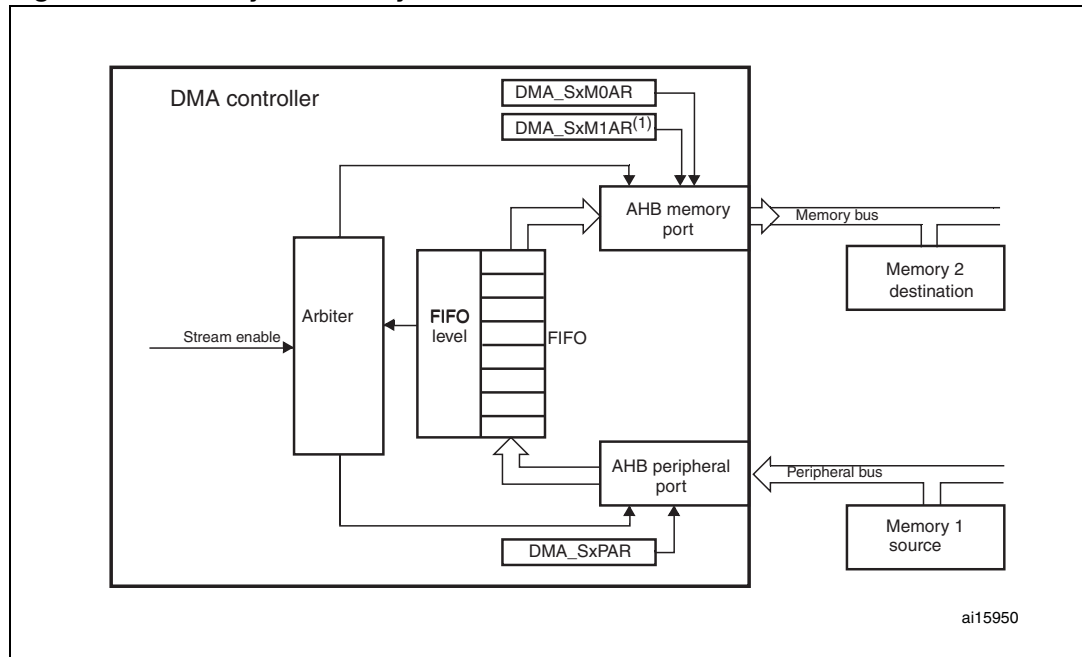 DMA controller
DMA_SxM0AR
DMA_SxM1AR(1)
AHB memory
port
Memory bus
Memory 2
destination
Arbiter
FIFO
level
FIFO
Stream enable
AHB peripheral
port
Peripheral bus
Memory 1
source
DMA_SxPAR
ai15950